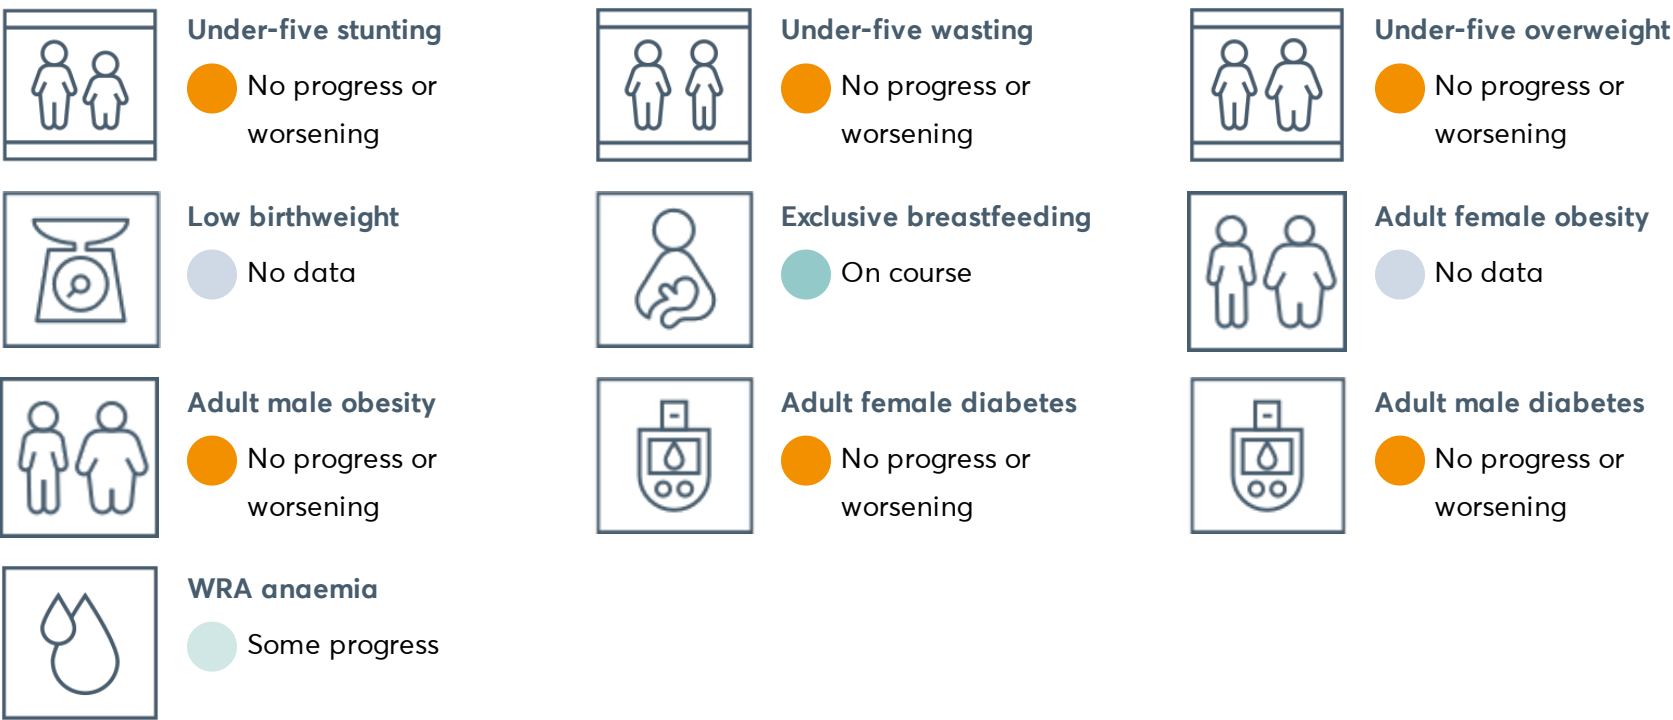 Under-five stunting
No progress or
worsening
Under-five wasting
No progress or
worsening
Under-five overweight
No progress or
worsening
Low birthweight
No data
Exclusive breastfeeding
On course
Adult female obesity
No data
Adult male obesity
No progress or
worsening
Adult female diabetes
No progress or
worsening
Adult male diabetes
No progress or
worsening
WRA anaemia
Some progress